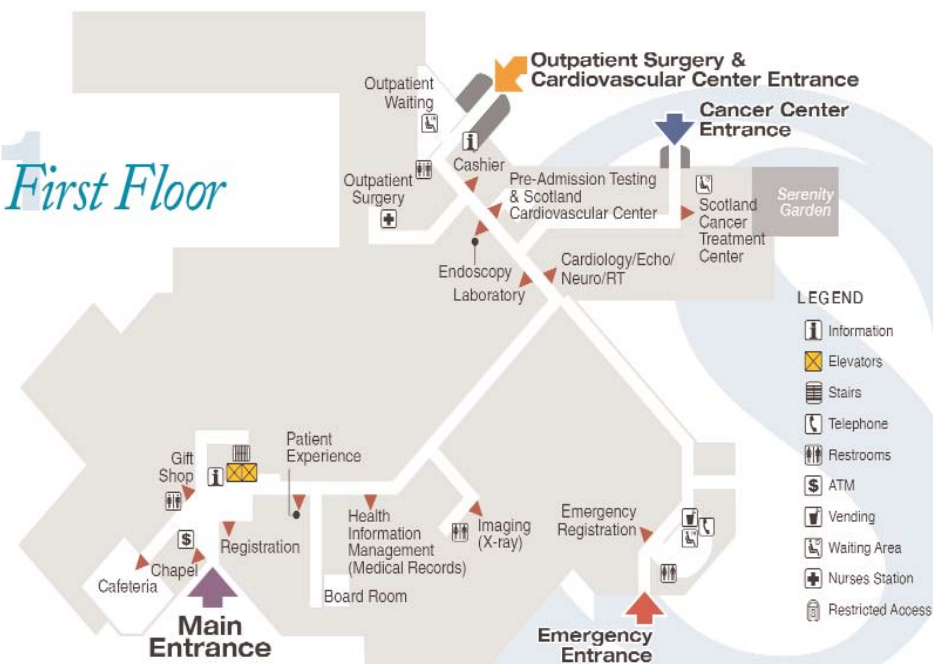 1
First Floor
Outpatient Surgery &
Cardiovascular Center Entrance
Cancer Center
Entrance
Outpatient
Waiting
Cashier
Outpatient
Surgery
Pre-Admission Testing
& Scotland
Cardiovascular Center
Scotland
Cancer
Treatment
Center
Serenity
Garden
Endoscopy
Laboratory
Cardiology/Echo/
Neuro/RT
LEGEND
Information
Elevators
Stairs
Telephone
Restrooms
$ ATM
Vending
Waiting Area
Nurses Station
Restricted Access
Gift
Shop
Patient
Experience
Registration
Health
Information
Management
(Medical Records)
Imaging
(X-ray)
Emergency
Registration
$
Chapel
Cafeteria
Board Room
Main
Entrance
Emergency
Entrance